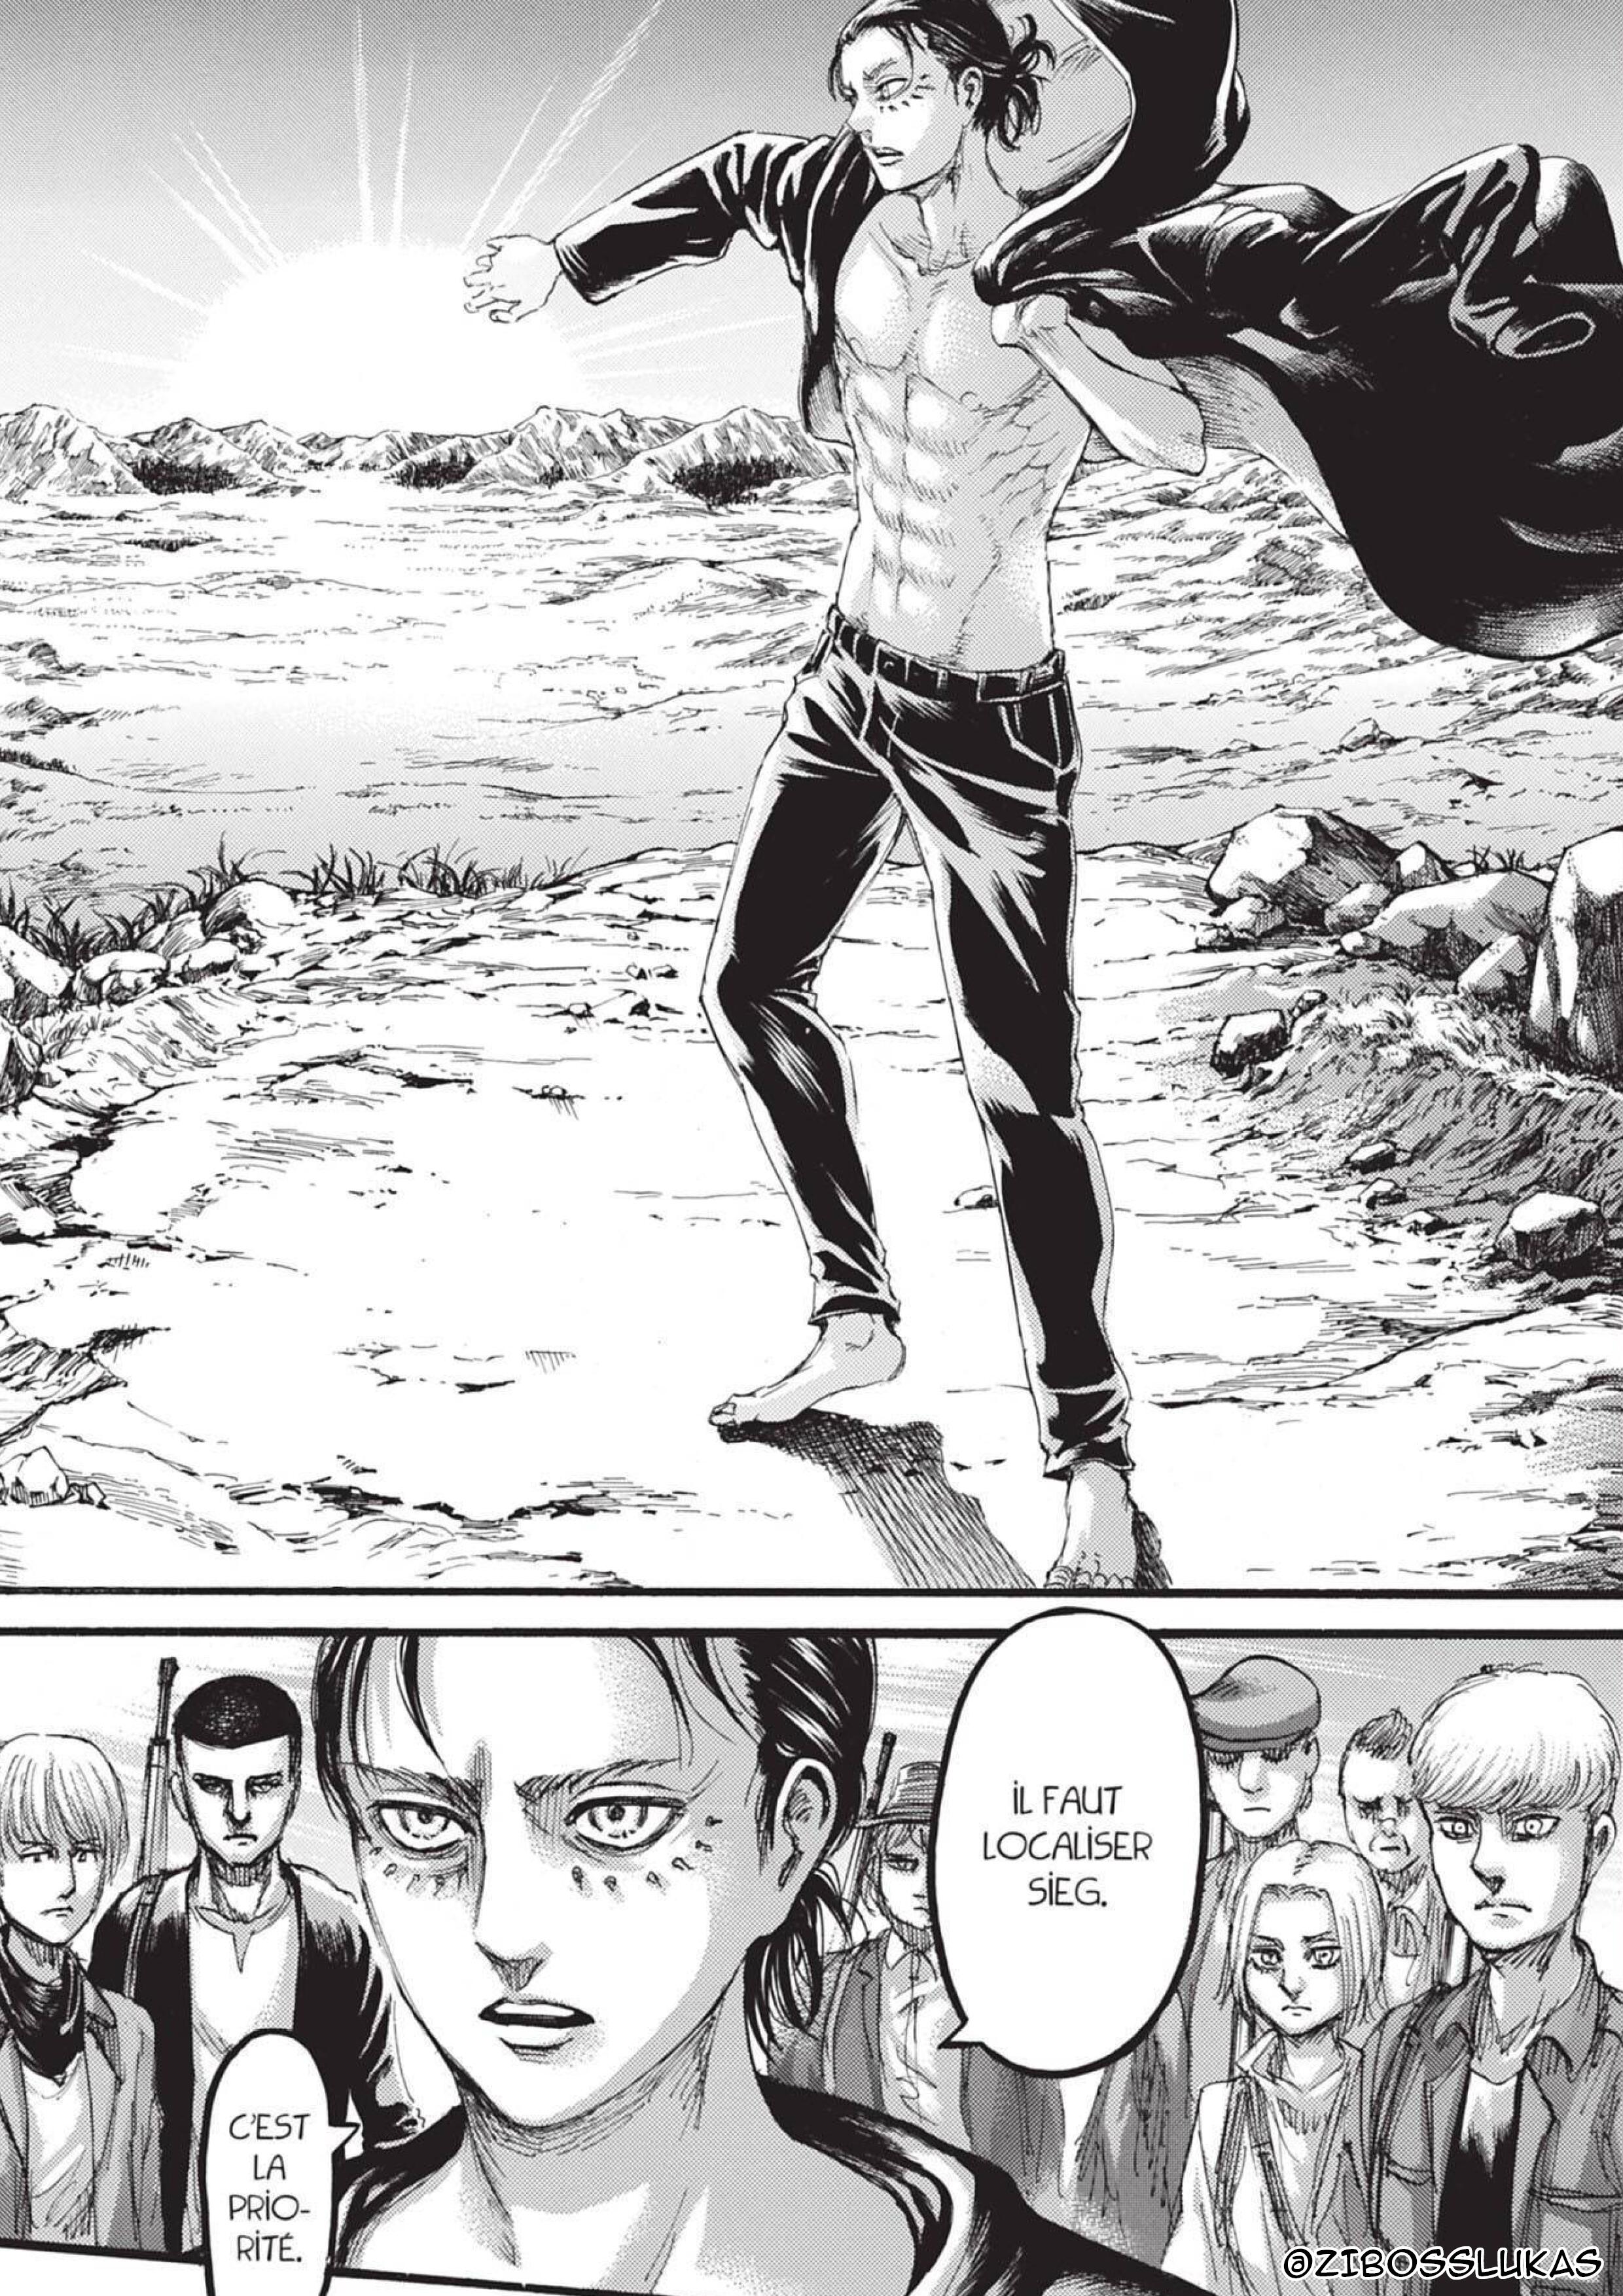 iL FAUT
LOCALiSER
SiEG.
C'EST
LA
PRiO-
RiTÉ.
@ZIBOSSLUKAS